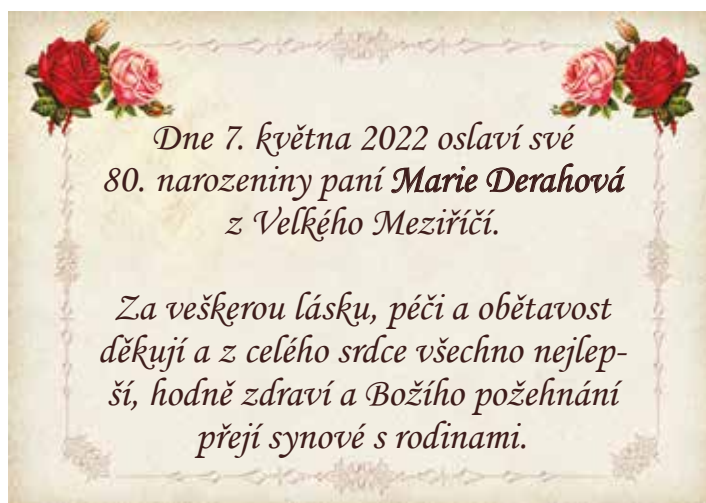 Dne 7. května 2022 oslaví své
80. narozeniny paní Marie Derahová
z Velkého Meziříčí.
Za veškerou lásku, péči a obětavost
děkují a z celého srdce všechno nejlep-
ší, hodně zdraví a Božího požehnání
přejí synové s rodinami.